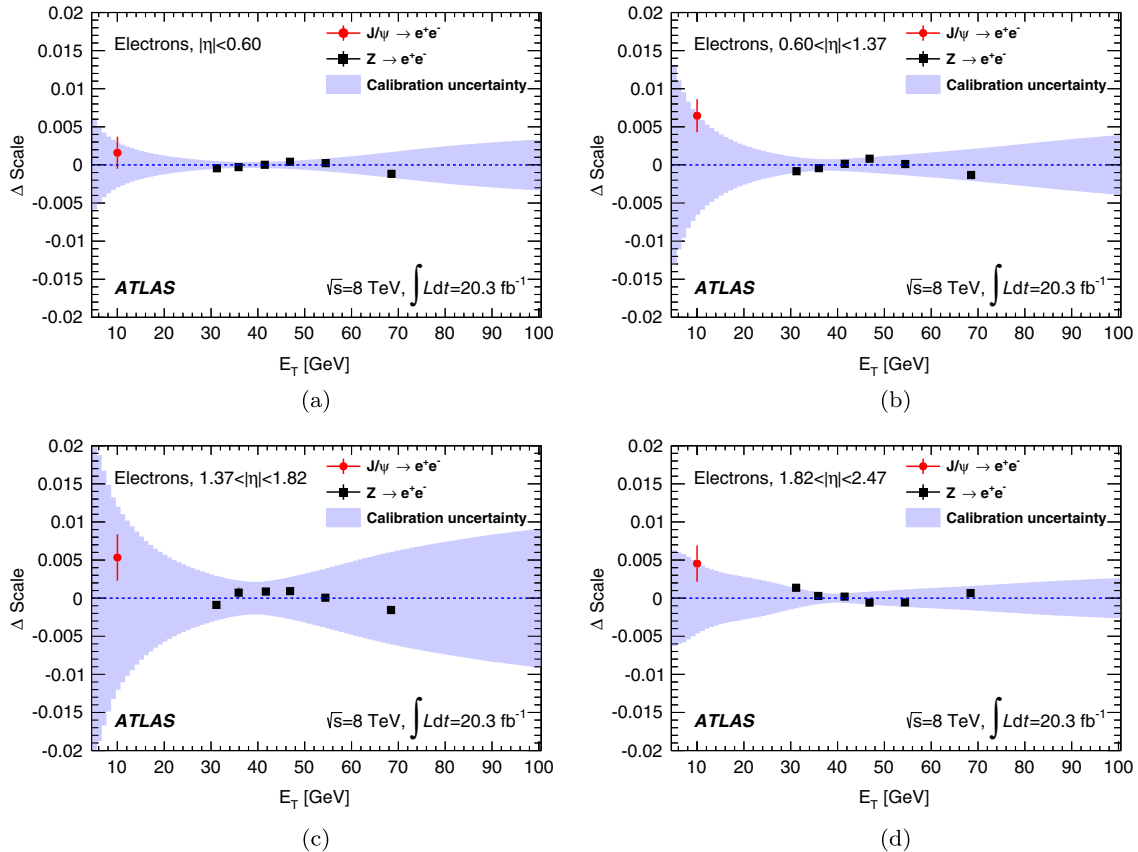 0.02
0.015
0.01
0.005
0
-0.005
-0.01
-0.015
-0.02
Δ Scale
Electrons, |η|<0.60
J/ψ → e⁺e⁻
Z → e⁺e⁻
Calibration uncertainty
ATLAS
√s=8 TeV, ∫Ldt=20.3 fb⁻¹
10 20 30 40 50 60 70 80 90 100
E_T [GeV]
(a)
0.02
0.015
0.01
0.005
0
-0.005
-0.01
-0.015
-0.02
Δ Scale
Electrons, 0.60<|η|<1.37
J/ψ → e⁺e⁻
Z → e⁺e⁻
Calibration uncertainty
ATLAS
√s=8 TeV, ∫Ldt=20.3 fb⁻¹
10 20 30 40 50 60 70 80 90 100
E_T [GeV]
(b)
0.02
0.015
0.01
0.005
0
-0.005
-0.01
-0.015
-0.02
Δ Scale
Electrons, 1.37<|η|<1.82
J/ψ → e⁺e⁻
Z → e⁺e⁻
Calibration uncertainty
ATLAS
√s=8 TeV, ∫Ldt=20.3 fb⁻¹
10 20 30 40 50 60 70 80 90 100
E_T [GeV]
(c)
0.02
0.015
0.01
0.005
0
-0.005
-0.01
-0.015
-0.02
Δ Scale
Electrons, 1.82<|η|<2.47
J/ψ → e⁺e⁻
Z → e⁺e⁻
Calibration uncertainty
ATLAS
√s=8 TeV, ∫Ldt=20.3 fb⁻¹
10 20 30 40 50 60 70 80 90 100
E_T [GeV]
(d)